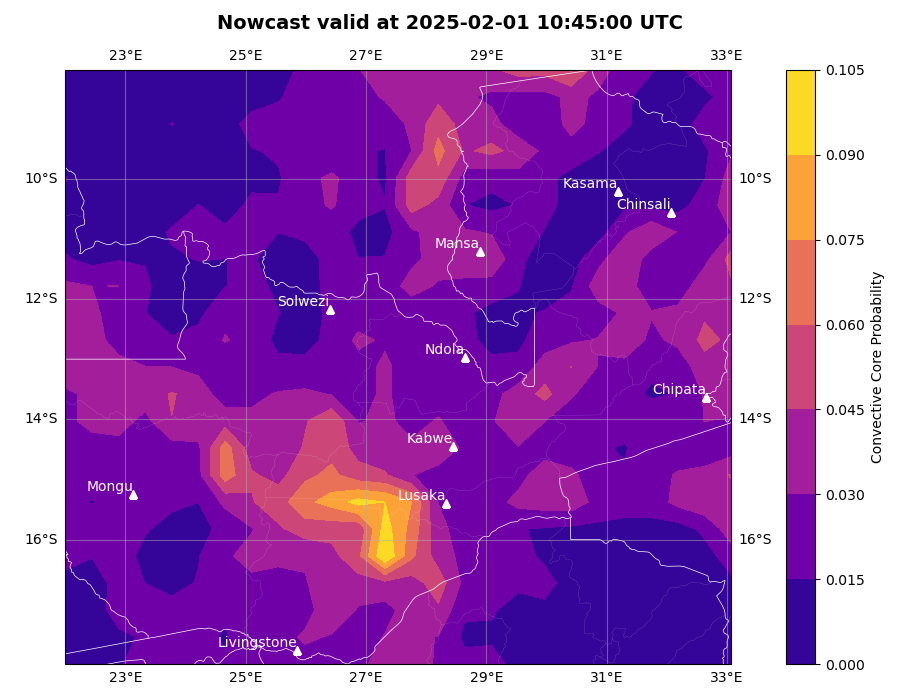 Nowcast valid at 2025-02-01 10:45:00 UTC
23°E 25°E 27°E 29°E 31°E 33°E
0.105
0.090
10°S Kasama 10°S
Chinsali
0.075
Mansa
12°S Solwezi 12°S
0.060
Ndola
Chipata
0.045
14°S 14°S
Kabwe
Mongu Lusaka
0.030
16°S 16°S
0.015
Livingstone
0.000
23°E 25°E 27°E 29°E 31°E 33°E
Convective Core Probability